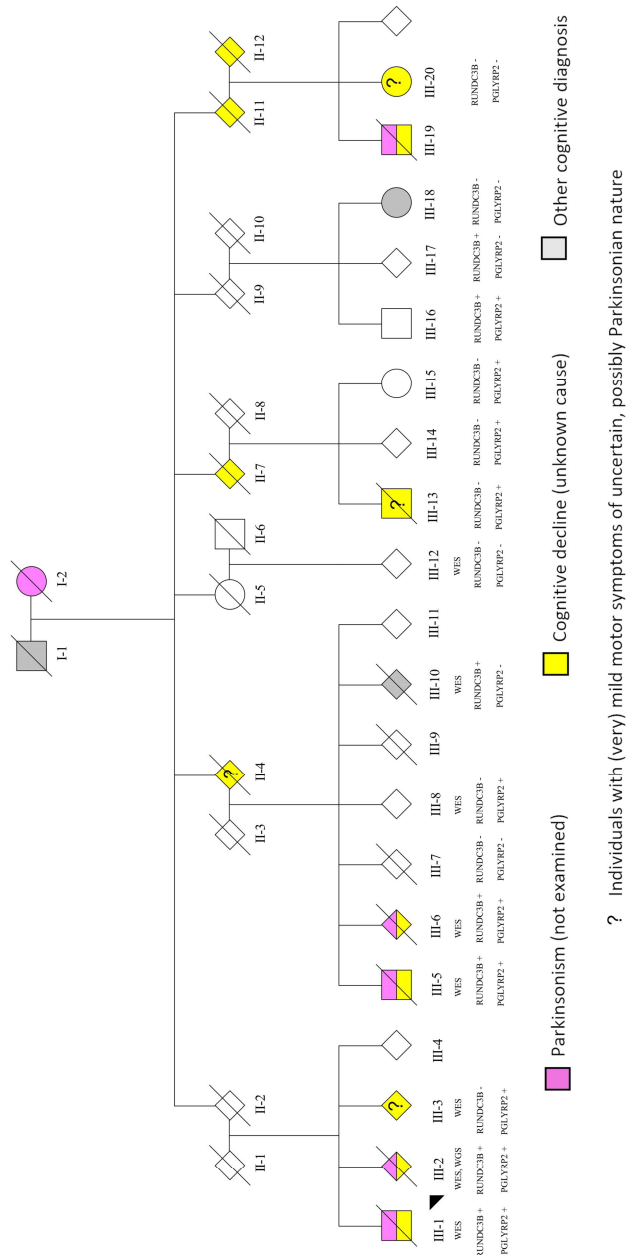 I-1 I-2
?
II-1 II-2 II-3 II-4 II-5 II-6 II-7 II-8 II-9 II-10 II-11 II-12
? ? ?
III-1 III-2 III-3 III-4 III-5 III-6 III-7 III-8 III-9 III-10 III-11 III-12 III-13 III-14 III-15 III-16 III-17 III-18 III-19 III-20
WES WES, WGS WES WES WES WES WES WES
RUNDC3B + RUNDC3B + RUNDC3B - RUNDC3B + RUNDC3B + RUNDC3B - RUNDC3B - RUNDC3B + RUNDC3B - RUNDC3B - RUNDC3B - RUNDC3B - RUNDC3B + RUNDC3B + RUNDC3B - RUNDC3B -
PGLYRP2 + PGLYRP2 + PGLYRP2 + PGLYRP2 + PGLYRP2 + PGLYRP2 - PGLYRP2 + PGLYRP2 - PGLYRP2 - PGLYRP2 + PGLYRP2 + PGLYRP2 + PGLYRP2 + PGLYRP2 - PGLYRP2 - PGLYRP2 -
Parkinsonism (not examined) Cognitive decline (unknown cause) Other cognitive diagnosis
? Individuals with (very) mild motor symptoms of uncertain, possibly Parkinsonian nature